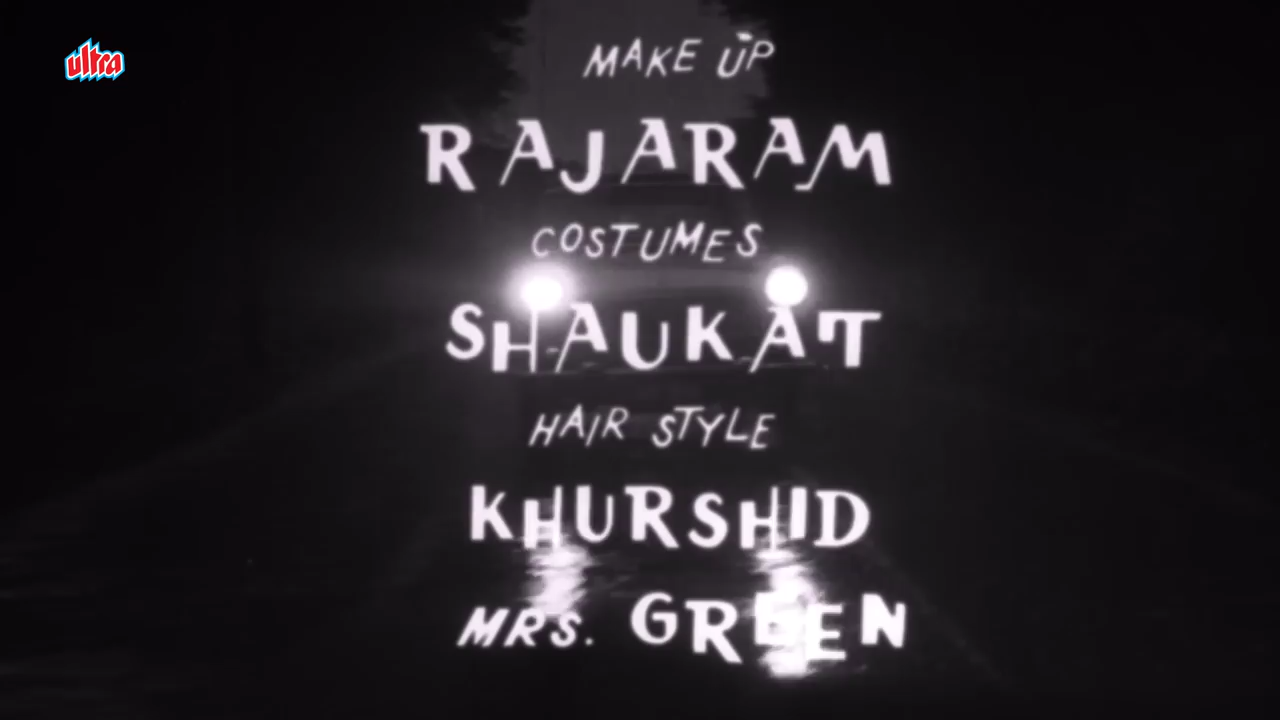 ultra
MAKE UP
RAJARAM
COSTUMES
SHAUKAT
HAIR STYLE
KHURSHID
MRS. GREEN